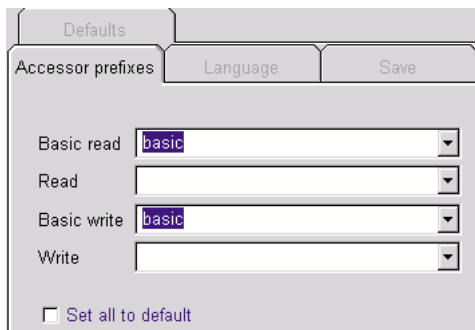 Defaults
Accessor prefixes Language Save
Basic read basic
Read
Basic write basic
Write
Set all to default